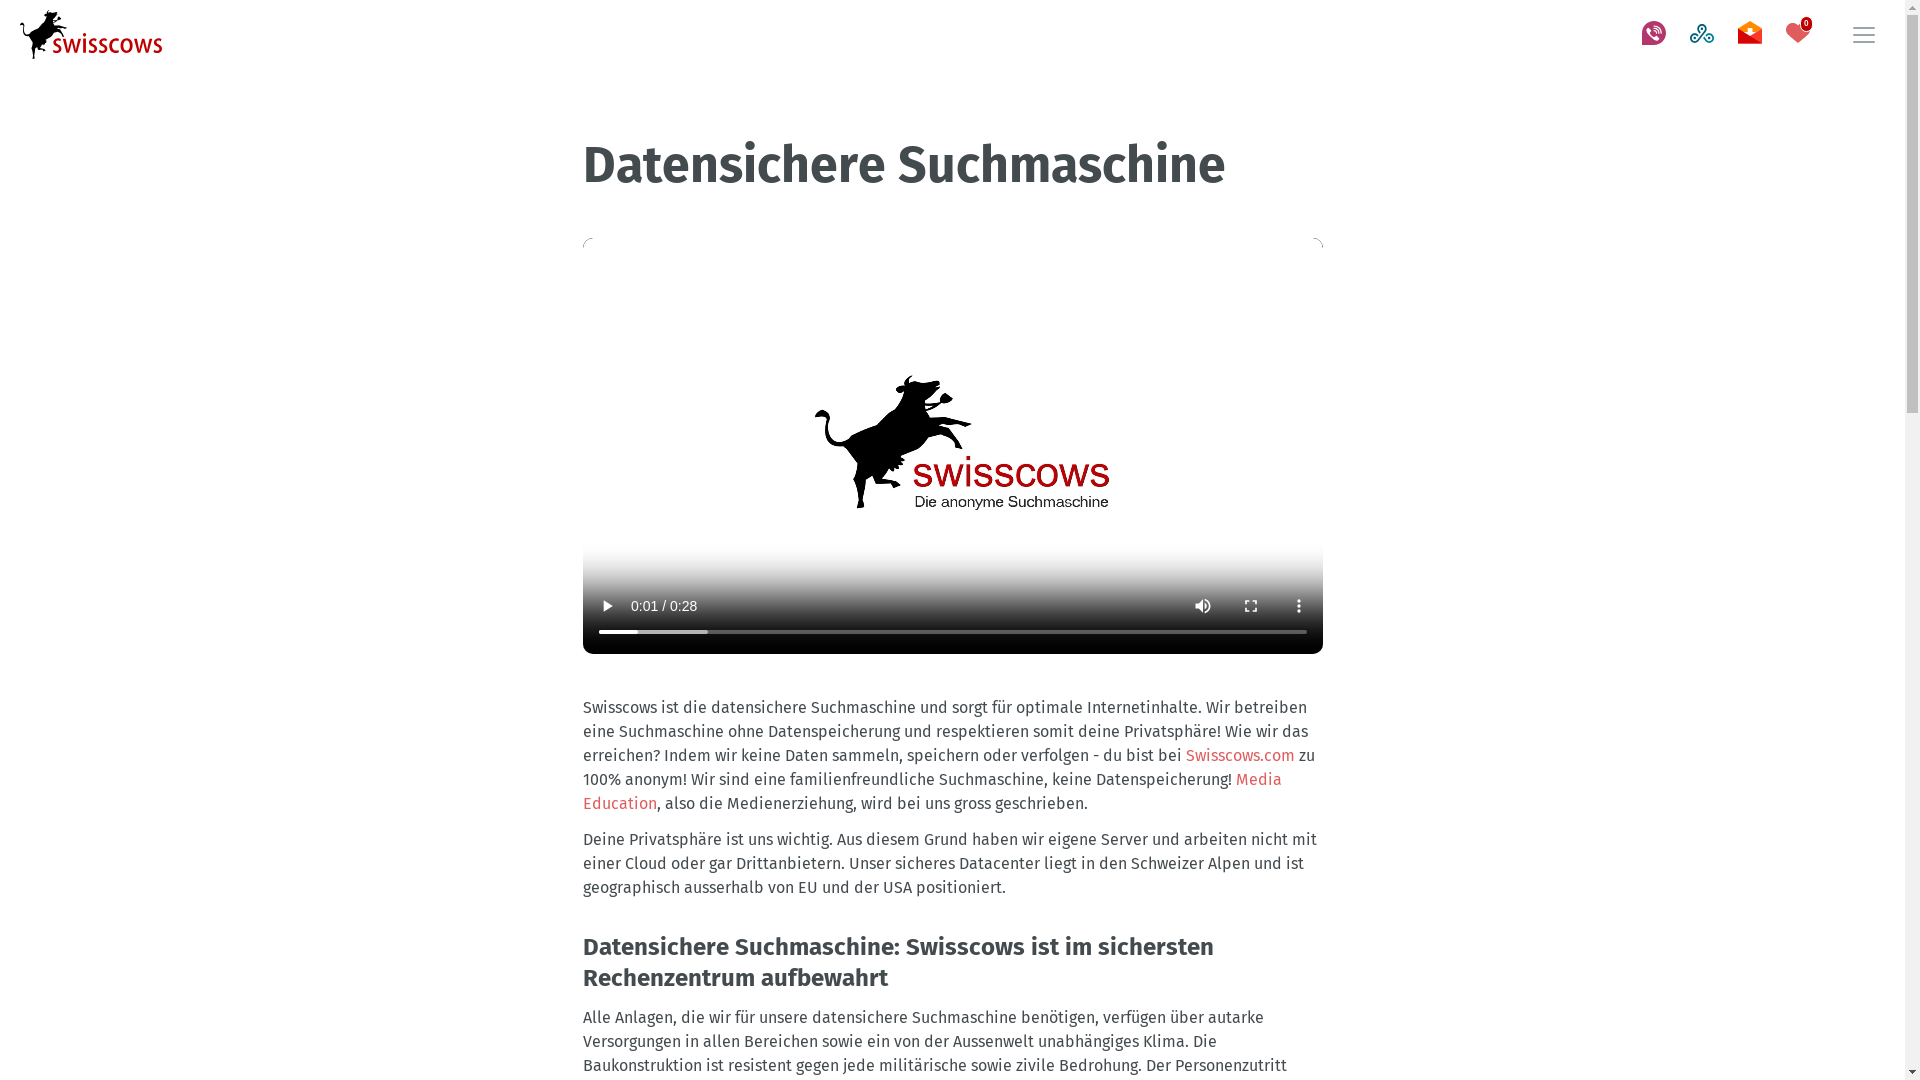 swisscows
0
Datensichere Suchmaschine
swisscows
Die anonyme Suchmaschine
0:01 / 0:28
Swisscows ist die datensichere Suchmaschine und sorgt für optimale Internetinhalte. Wir betreiben
eine Suchmaschine ohne Datenspeicherung und respektieren somit deine Privatsphäre! Wie wir das
erreichen? Indem wir keine Daten sammeln, speichern oder verfolgen - du bist bei Swisscows.com zu
100% anonym! Wir sind eine familienfreundliche Suchmaschine, keine Datenspeicherung! Media
Education, also die Medienerziehung, wird bei uns gross geschrieben.
Deine Privatsphäre ist uns wichtig. Aus diesem Grund haben wir eigene Server und arbeiten nicht mit
einer Cloud oder gar Drittanbietern. Unser sicheres Datacenter liegt in den Schweizer Alpen und ist
geographisch ausserhalb von EU und der USA positioniert.
Datensichere Suchmaschine: Swisscows ist im sichersten
Rechenzentrum aufbewahrt
Alle Anlagen, die wir für unsere datensichere Suchmaschine benötigen, verfügen über autarke
Versorgungen in allen Bereichen sowie ein von der Aussenwelt unabhängiges Klima. Die
Baukonstruktion ist resistent gegen jede militärische sowie zivile Bedrohung. Der Personenzutritt